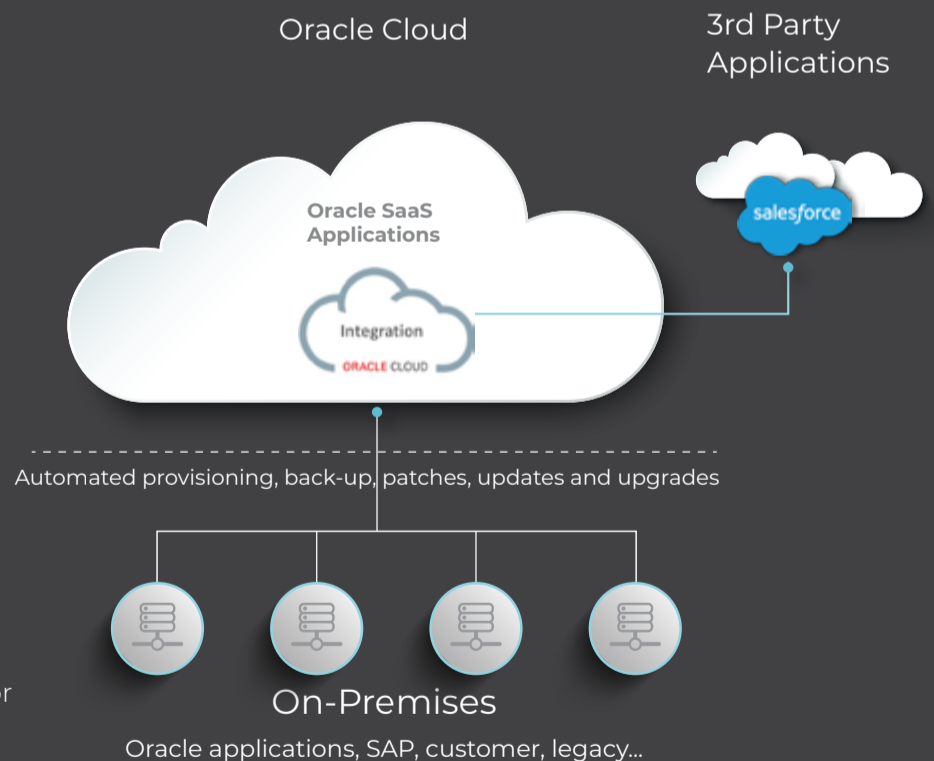 Oracle Cloud
3rd Party
Applications
salesforce
Oracle SaaS
Applications
Integration
ORACLE CLOUD
Automated provisioning, back-up, patches, updates and upgrades
On-Premises
Oracle applications, SAP, customer, legacy...